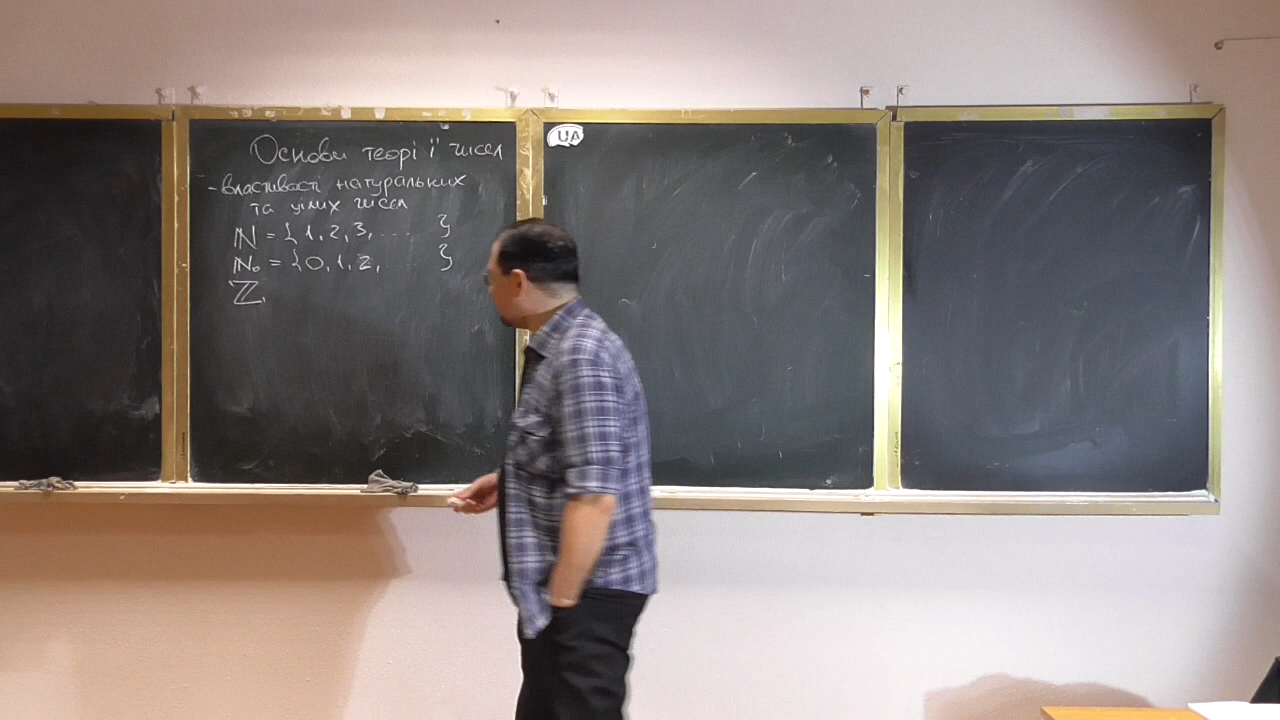 Основи теорії чисел
- властивості натуральних
та цілих чисел
ℕ = {1, 2, 3, ... }
ℕ₀ = {0, 1, 2, }
ℤ,
UA